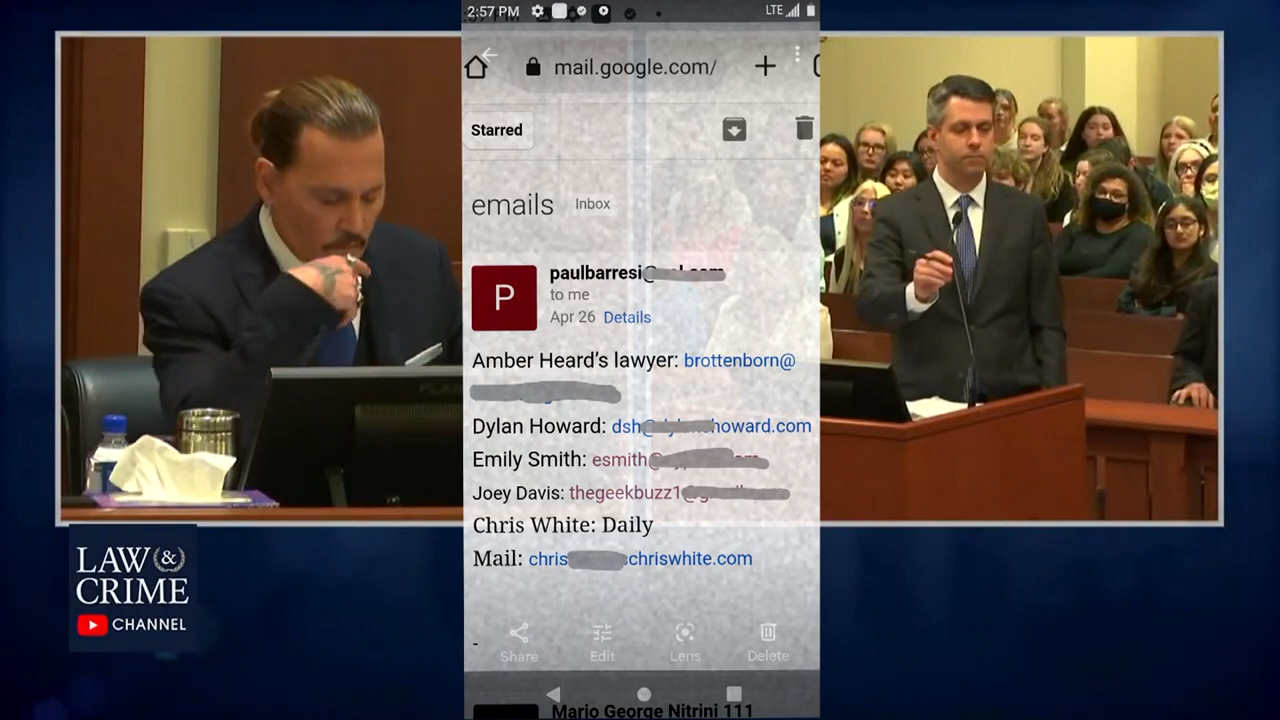 2:57 PM
LTE
mail.google.com/
Starred
emails
Inbox
P
paulbarresi@
to me
Apr 26 Details
Amber Heard's lawyer: brottenborn@
Dylan Howard: dsh@ howard.com
Emily Smith: esmith@
Joey Davis: thegeekbuzz1@
Chris White: Daily
Mail: chris chriswhite.com
-
Share
Edit
Lens
Delete
Mario George Nitrini 111
LAW &
CRIME
CHANNEL